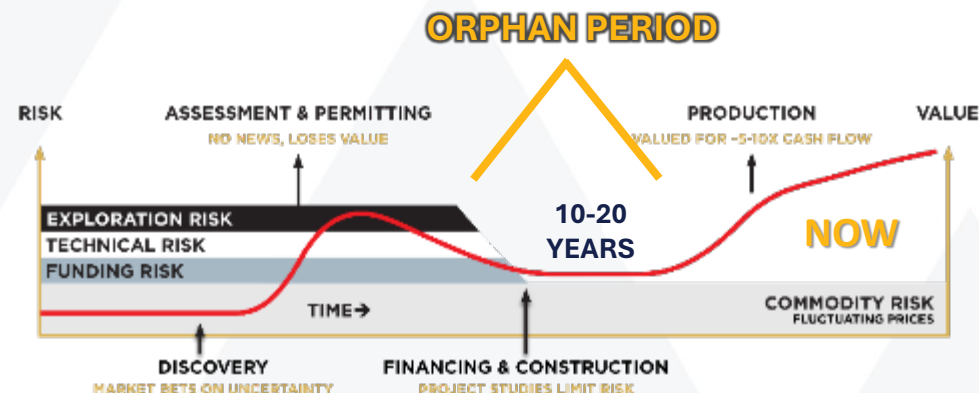 ORPHAN PERIOD
RISK
ASSESSMENT & PERMITTING
NO NEWS, LOSES VALUE
PRODUCTION
VALUED FOR ~5-10X CASH FLOW
VALUE
EXPLORATION RISK
TECHNICAL RISK
FUNDING RISK
10-20
YEARS
NOW
TIME→
COMMODITY RISK
FLUCTUATING PRICES
DISCOVERY
MARKET BETS ON UNCERTAINTY
FINANCING & CONSTRUCTION
PROJECT STUDIES LIMIT RISK